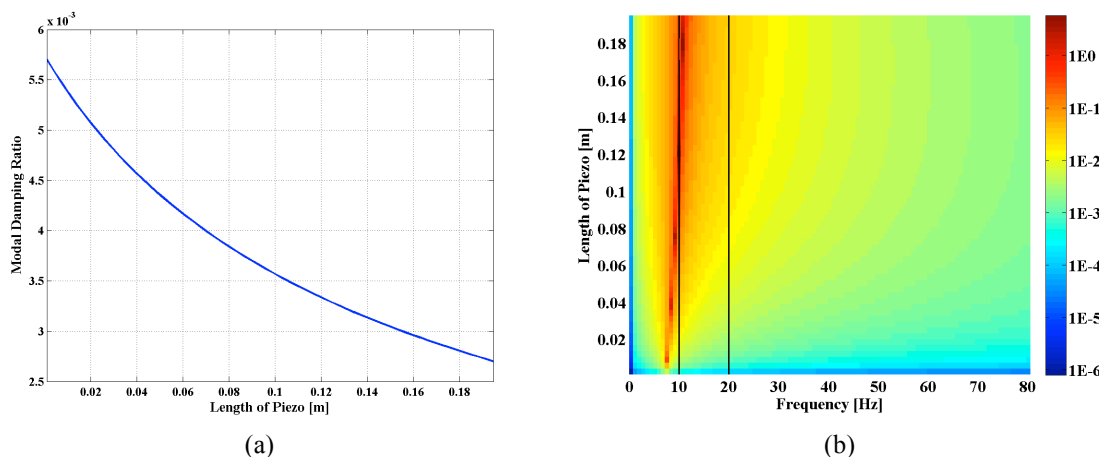 x 10⁻³
6
5.5
5
4.5
4
3.5
3
2.5
Modal Damping Ratio
0.02 0.04 0.06 0.08 0.1 0.12 0.14 0.16 0.18
Length of Piezo [m]
(a)
0.18
0.16
0.14
0.12
0.1
0.08
0.06
0.04
0.02
Length of Piezo [m]
0 10 20 30 40 50 60 70 80
Frequency [Hz]
1E0
1E-1
1E-2
1E-3
1E-4
1E-5
1E-6
(b)